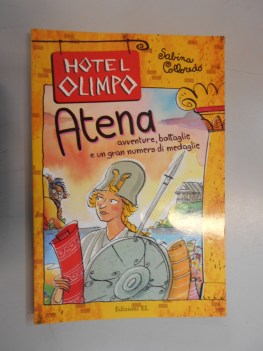 HOTEL
OLIMPO
Sabina
Colloredo
Atena
avventure, battaglie
e un gran numero di medaglie
Edizioni EL